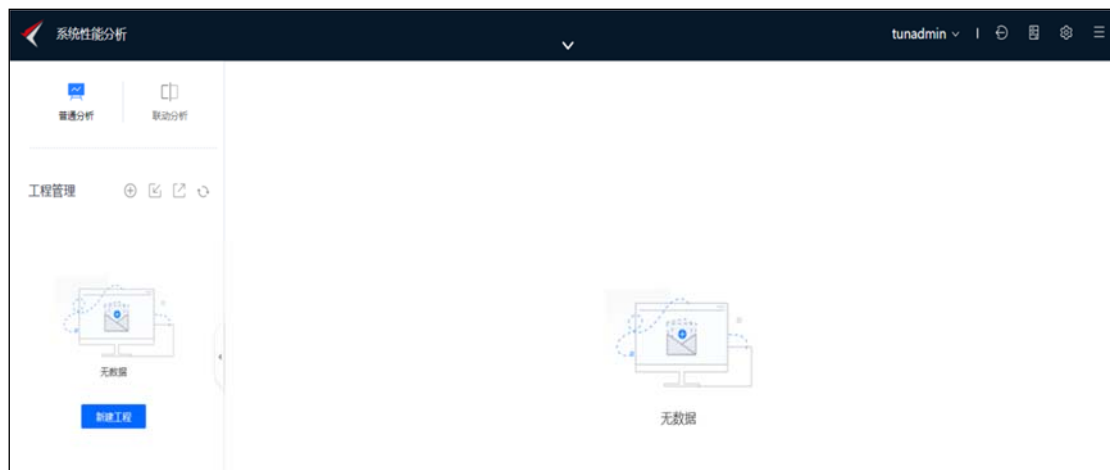 系统性能分析
tunadmin
普通分析 联动分析
工程管理
无数据
新建工程
无数据